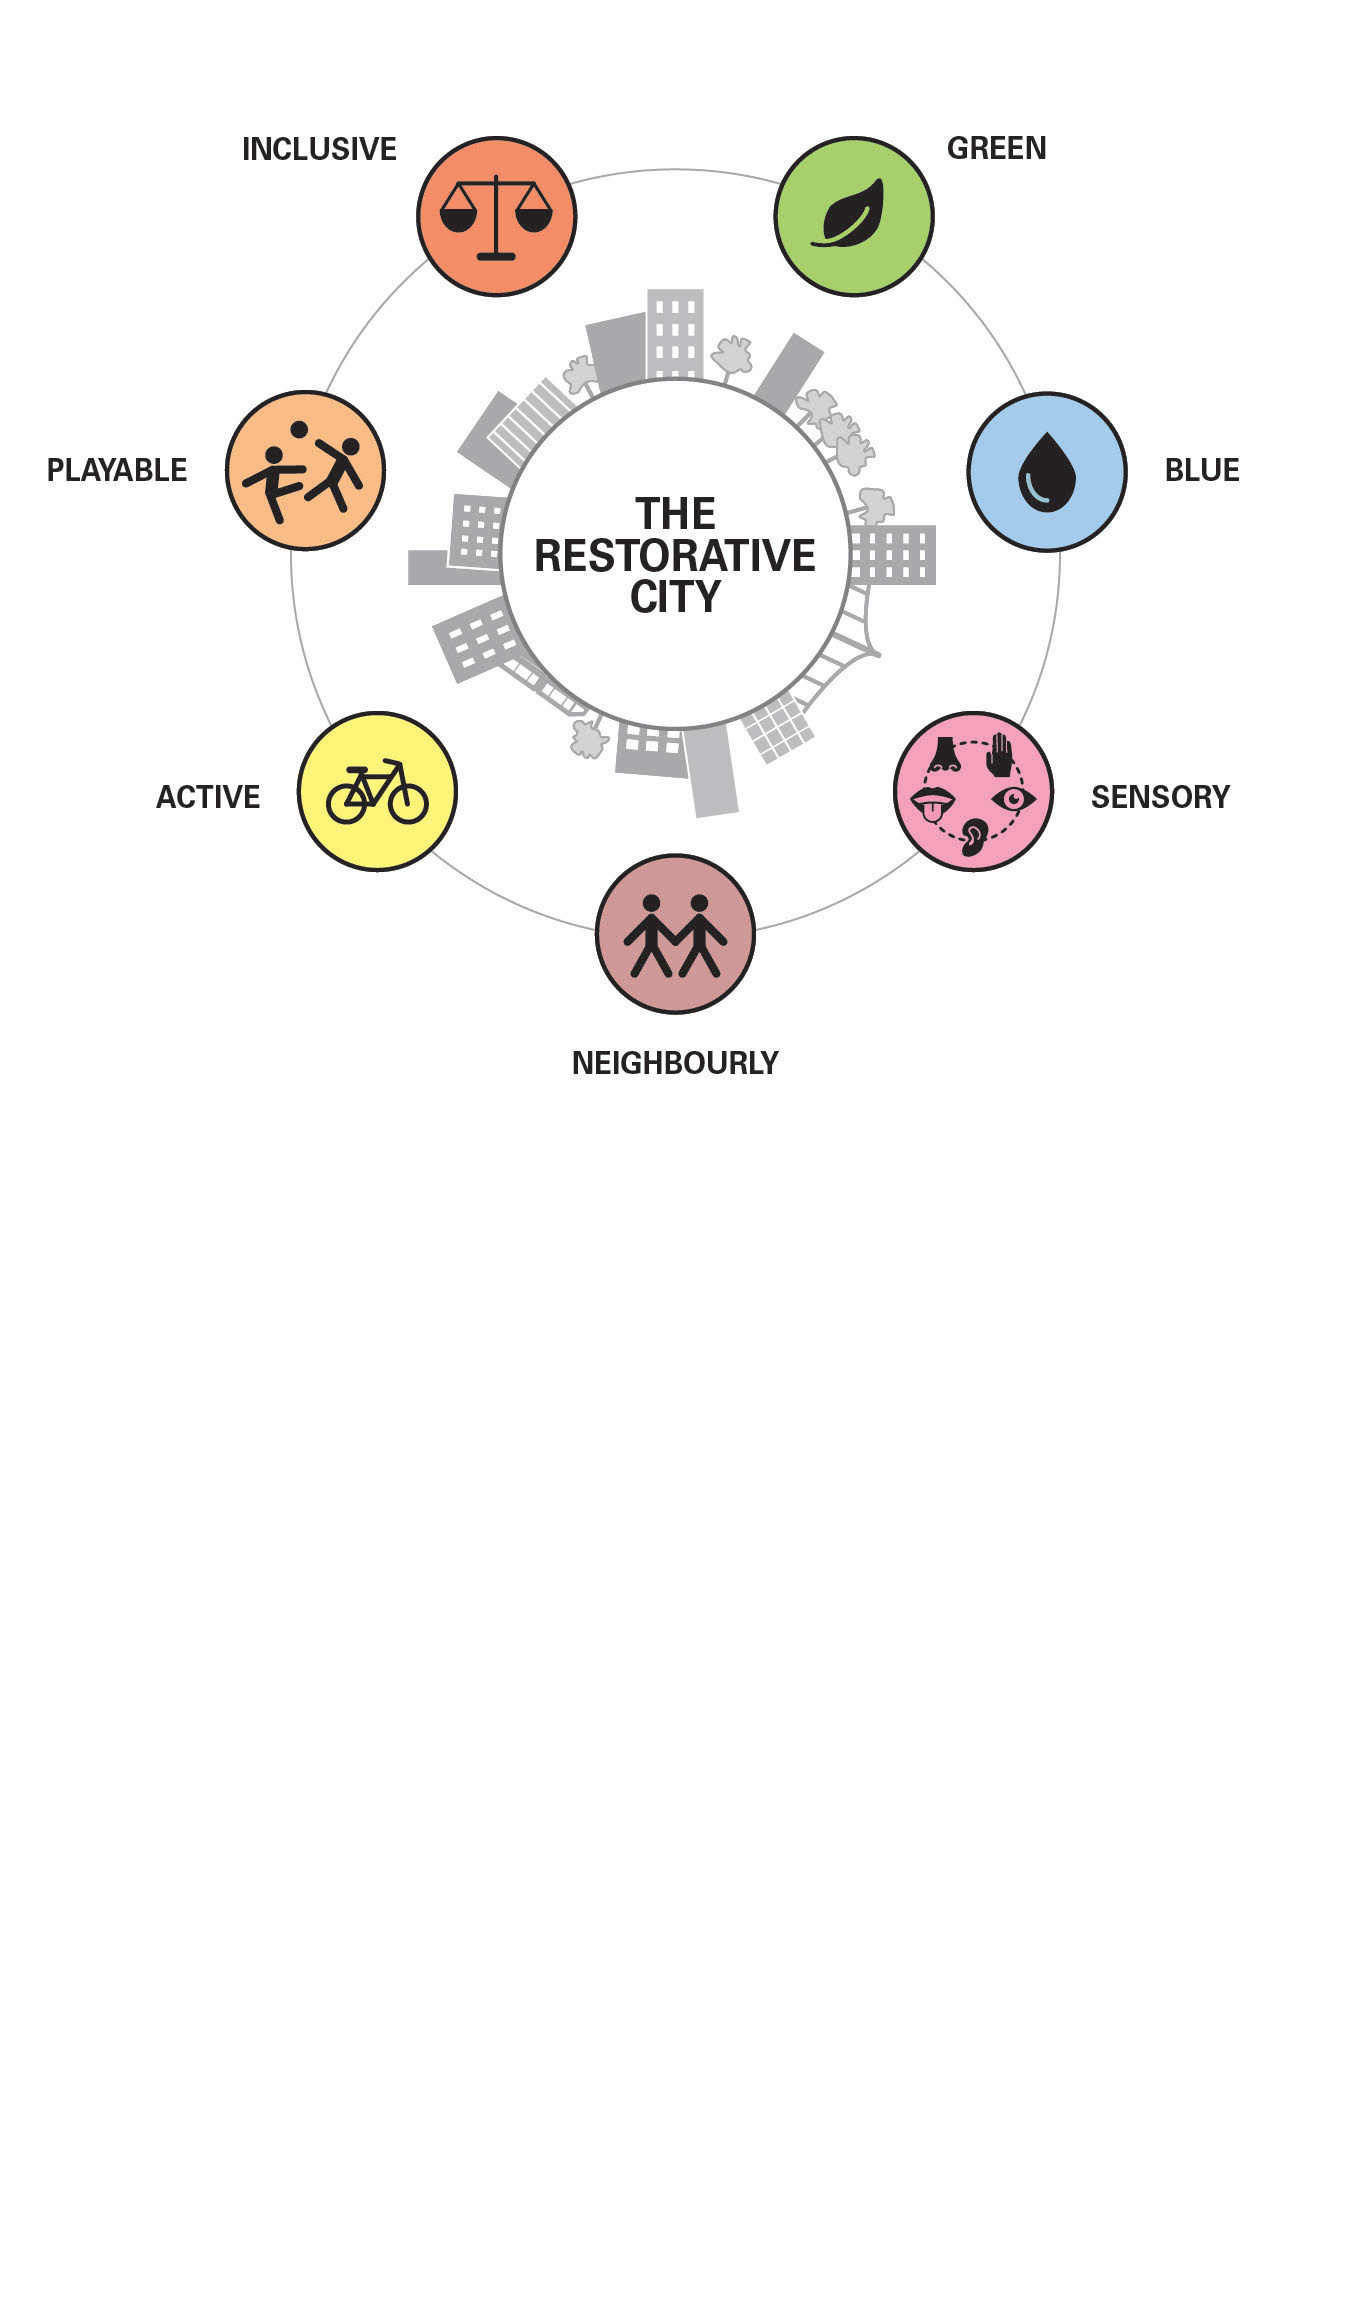 INCLUSIVE
GREEN
PLAYABLE
BLUE
THE
RESTORATIVE
CITY
ACTIVE
SENSORY
NEIGHBOURLY